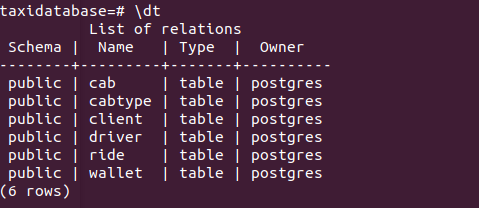 taxidatabase=# \dt
          List of relations
 Schema |  Name   | Type  |  Owner
--------+---------+-------+----------
 public | cab     | table | postgres
 public | cabtype | table | postgres
 public | client  | table | postgres
 public | driver  | table | postgres
 public | ride    | table | postgres
 public | wallet  | table | postgres
(6 rows)